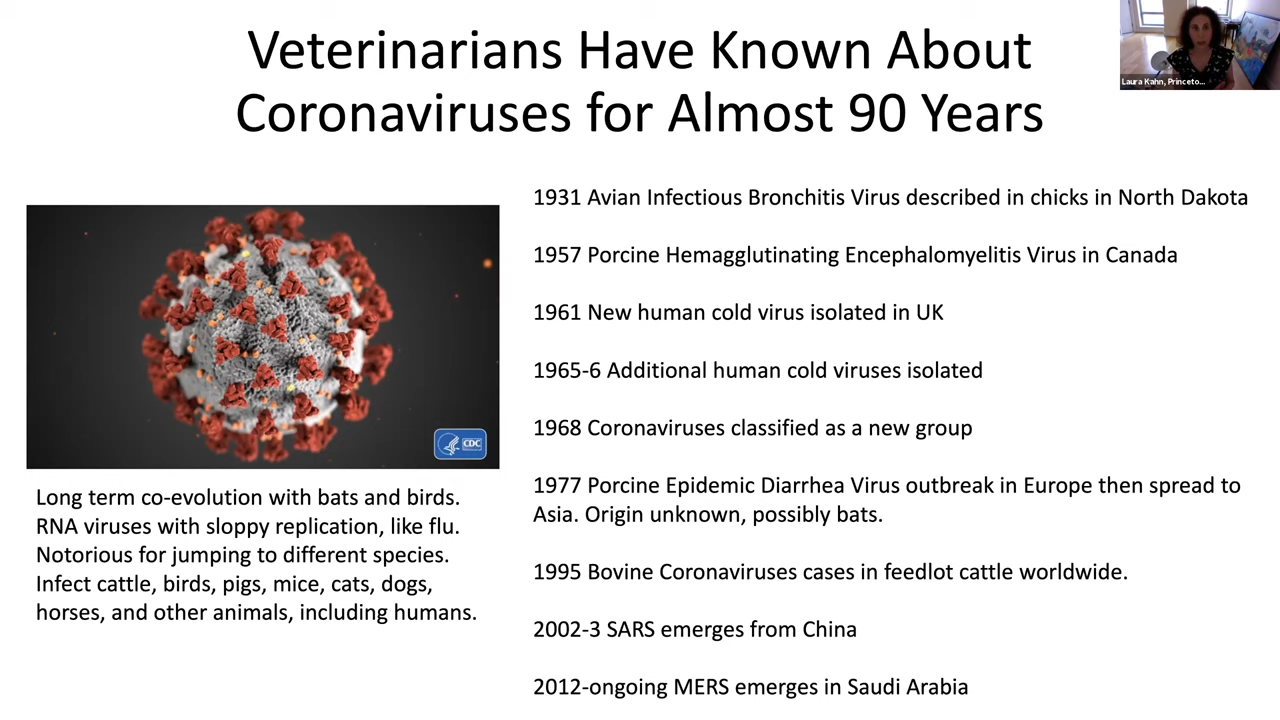 Veterinarians Have Known About
Coronaviruses for Almost 90 Years
Laura Kahn, Princeto...
1931 Avian Infectious Bronchitis Virus described in chicks in North Dakota
1957 Porcine Hemagglutinating Encephalomyelitis Virus in Canada
1961 New human cold virus isolated in UK
1965-6 Additional human cold viruses isolated
1968 Coronaviruses classified as a new group
1977 Porcine Epidemic Diarrhea Virus outbreak in Europe then spread to
Asia. Origin unknown, possibly bats.
1995 Bovine Coronaviruses cases in feedlot cattle worldwide.
2002-3 SARS emerges from China
2012-ongoing MERS emerges in Saudi Arabia
CDC
Long term co-evolution with bats and birds.
RNA viruses with sloppy replication, like flu.
Notorious for jumping to different species.
Infect cattle, birds, pigs, mice, cats, dogs,
horses, and other animals, including humans.